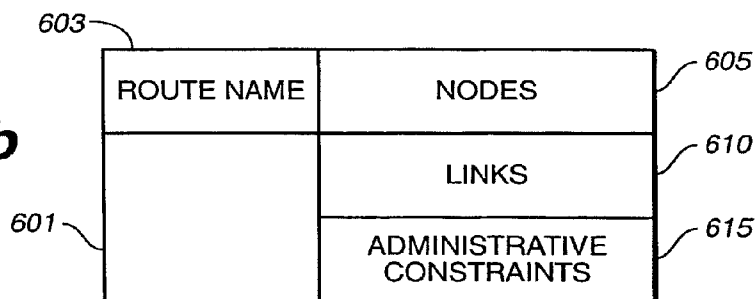 603
ROUTE NAME
NODES
605
LINKS
610
601
ADMINISTRATIVE
CONSTRAINTS
615